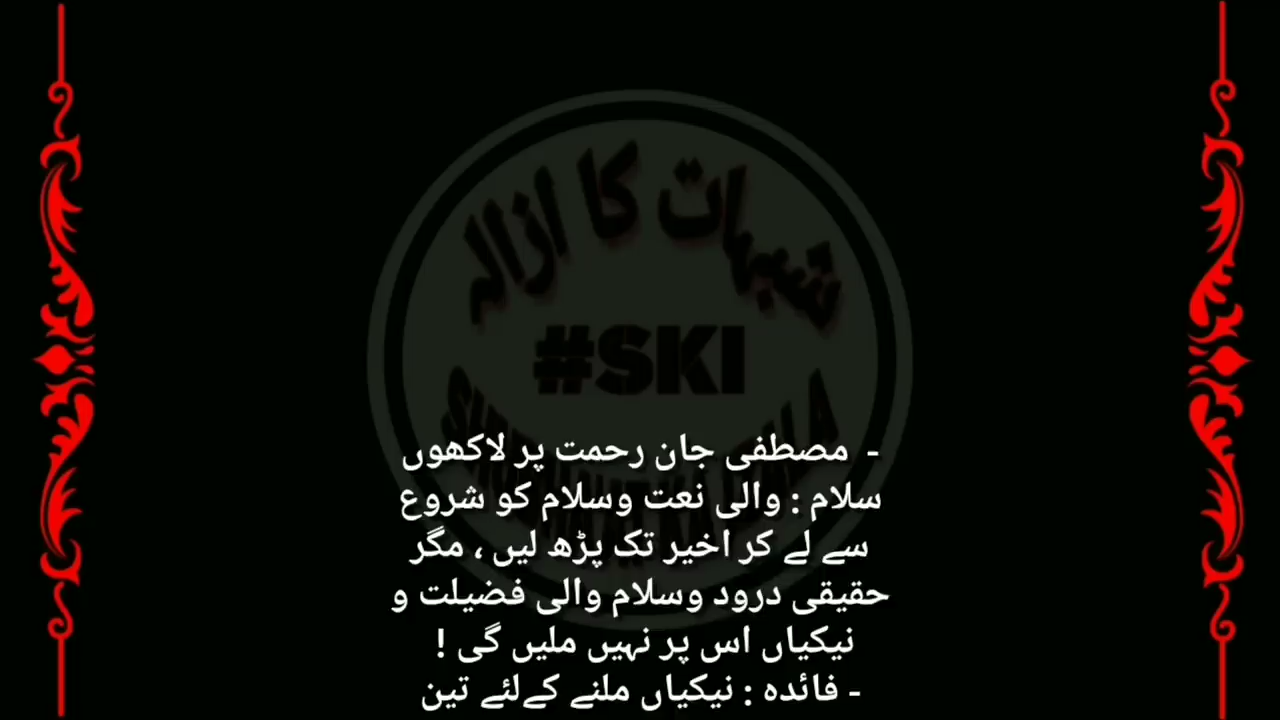 شبہات کا ازالہ
#SKI
- مصطفی جان رحمت پر لاکھوں
سلام : والی نعت وسلام کو شروع
سے لے کر اخیر تک پڑھ لیں ، مگر
حقیقی درود وسلام والی فضیلت و
نیکیاں اس پر نہیں ملیں گی !
- فائدہ : نیکیاں ملنے کےلئے تین